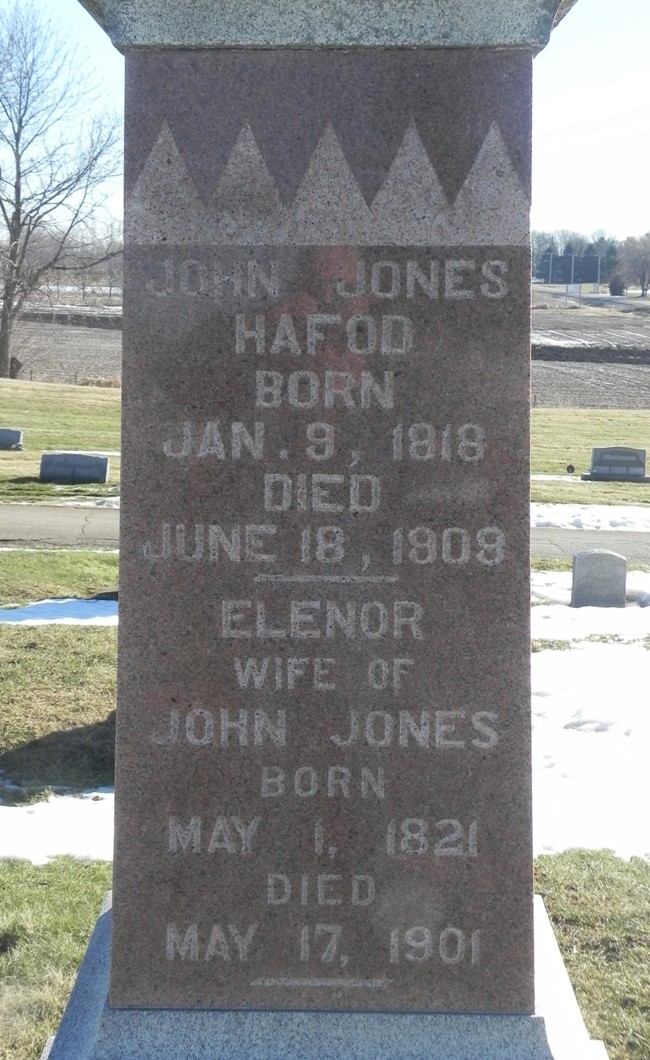 JOHN JONES
HAFOD
BORN
JAN. 9, 1818
DIED
JUNE 18, 1909
ELENOR
WIFE OF
JOHN JONES
BORN
MAY 1, 1821
DIED
MAY 17, 1901